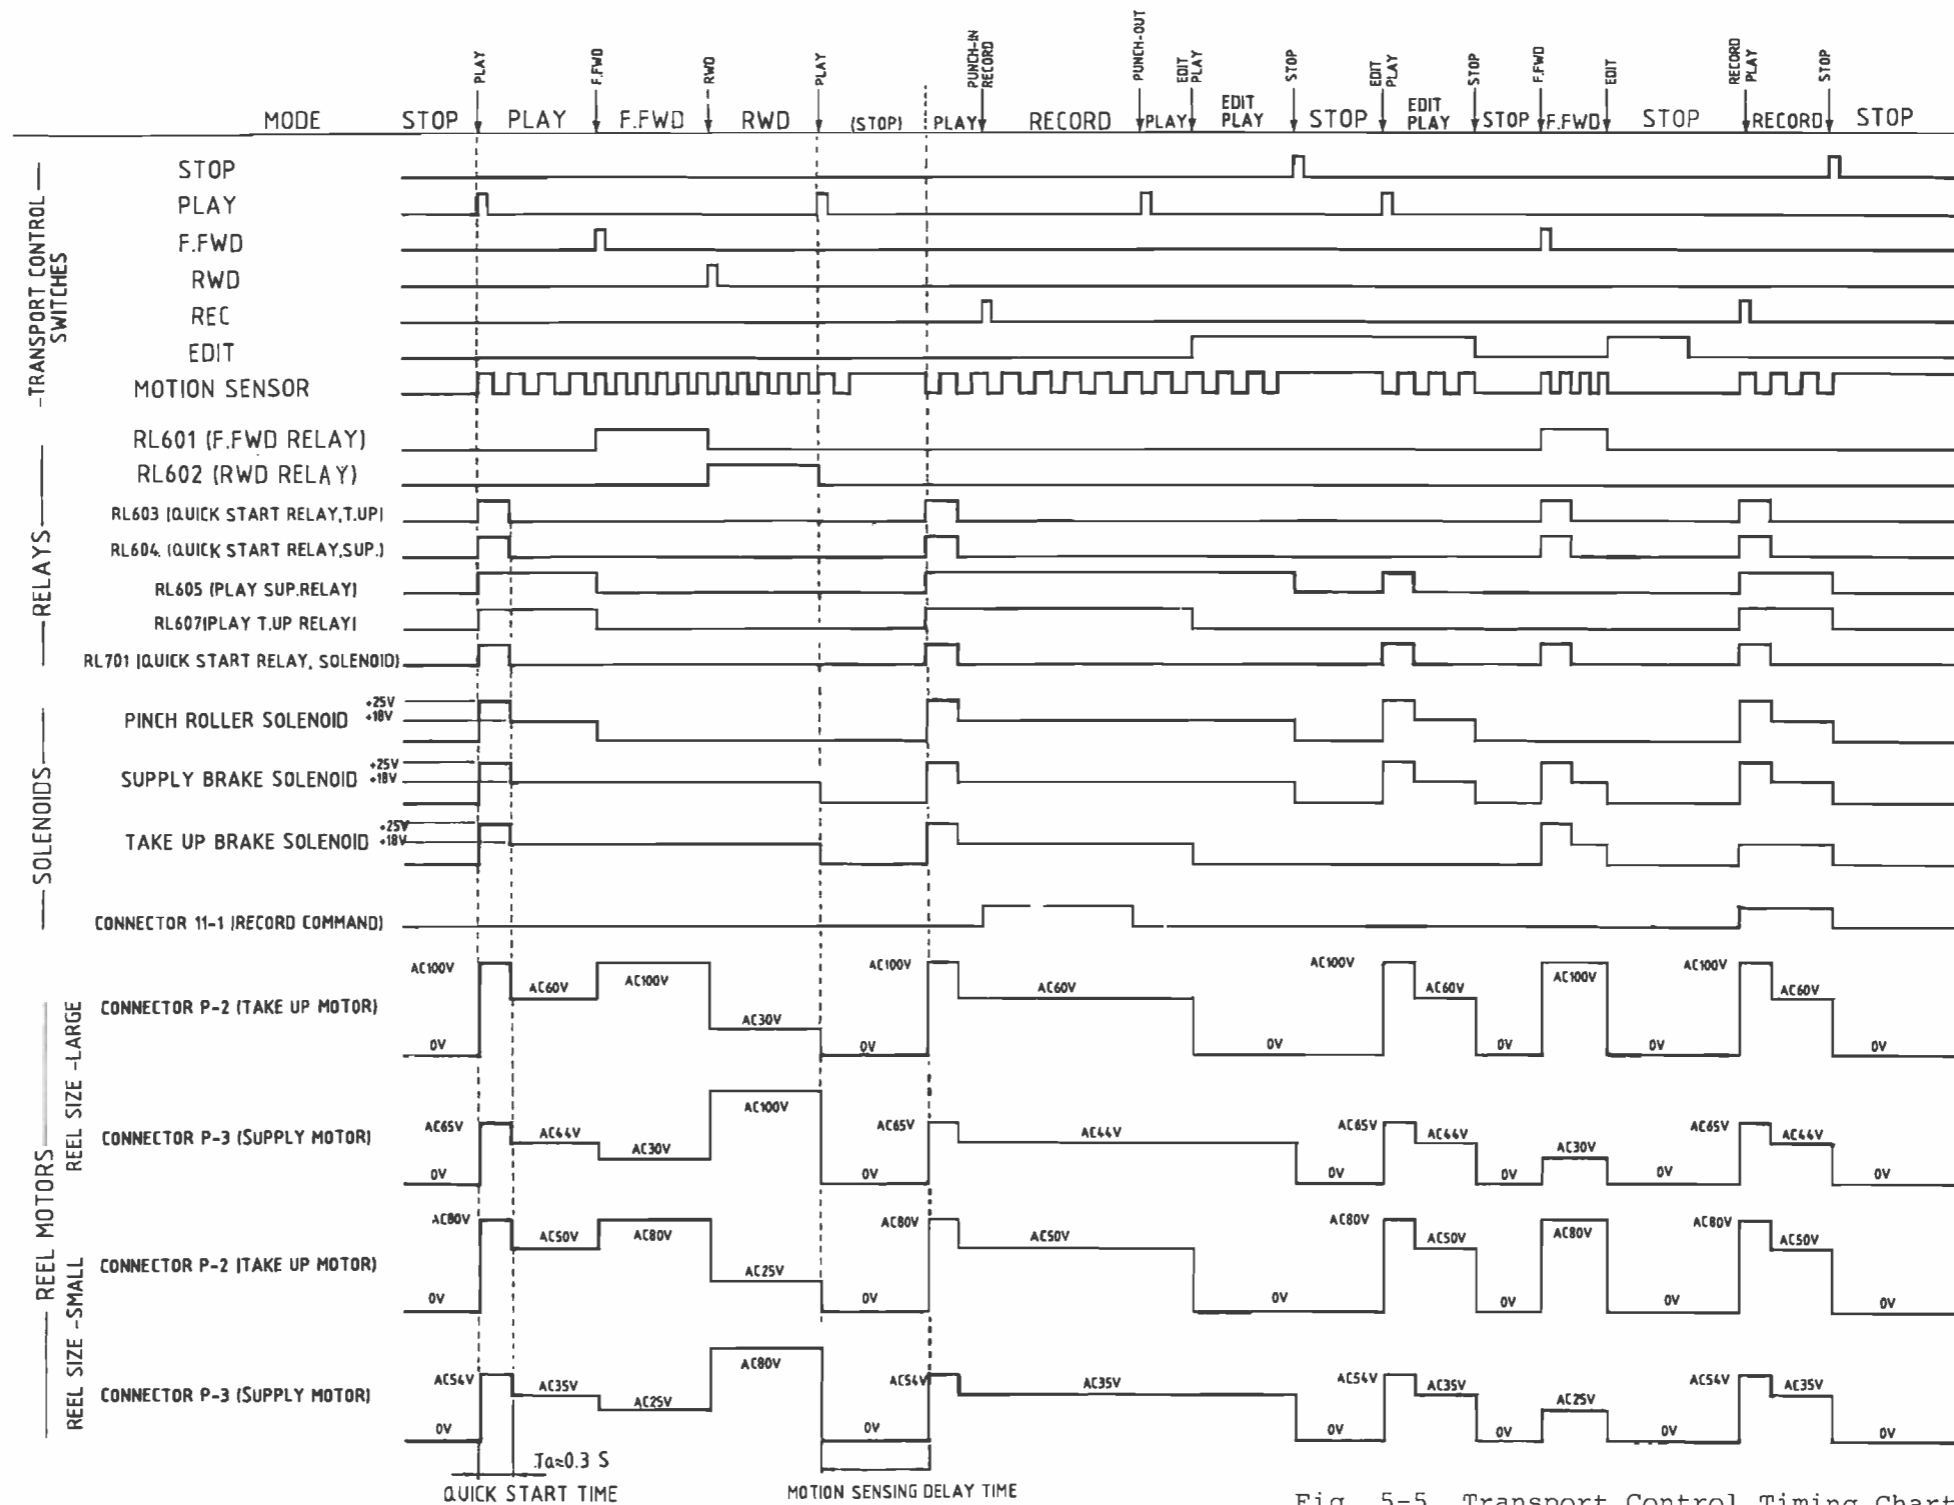 PLAY F.FWD RWD PLAY PUNCH-IN RECORD PUNCH-OUT EDIT PLAY STOP EDIT PLAY STOP F.FWD EDIT RECORD PLAY STOP
MODE STOP PLAY F.FWD RWD (STOP) PLAY RECORD PLAY EDIT PLAY STOP EDIT PLAY STOP F.FWD STOP RECORD STOP
TRANSPORT CONTROL SWITCHES
STOP
PLAY
F.FWD
RWD
REC
EDIT
MOTION SENSOR
RELAYS
RL601 (F.FWD RELAY)
RL602 (RWD RELAY)
RL603 (QUICK START RELAY,T.UP)
RL604. (QUICK START RELAY,SUP.)
RL605 (PLAY SUP.RELAY)
RL607(PLAY T.UP RELAY)
RL701 (QUICK START RELAY, SOLENOID)
SOLENOIDS
+25V
PINCH ROLLER SOLENOID +18V
+25V
SUPPLY BRAKE SOLENOID +18V
+25V
TAKE UP BRAKE SOLENOID +18V
CONNECTOR 11-1 (RECORD COMMAND)
REEL MOTORS
REEL SIZE -LARGE
AC100V AC60V AC100V AC30V AC100V AC60V AC100V AC60V AC100V AC100V AC60V
CONNECTOR P-2 (TAKE UP MOTOR)
0V 0V 0V 0V 0V 0V
AC65V AC44V AC30V AC100V AC65V AC44V AC65V AC44V AC30V AC65V AC44V
CONNECTOR P-3 (SUPPLY MOTOR)
0V 0V 0V 0V 0V 0V
REEL SIZE -SMALL
AC80V AC50V AC80V AC25V AC80V AC50V AC80V AC50V AC80V AC80V AC50V
CONNECTOR P-2 (TAKE UP MOTOR)
0V 0V 0V 0V 0V 0V
AC54V AC35V AC25V AC80V AC54V AC35V AC54V AC35V AC25V AC54V AC35V
CONNECTOR P-3 (SUPPLY MOTOR)
0V 0V 0V 0V 0V 0V
Ta≈0.3 S
QUICK START TIME
MOTION SENSING DELAY TIME
Fig. 5-5 Transport Control Timing Chart